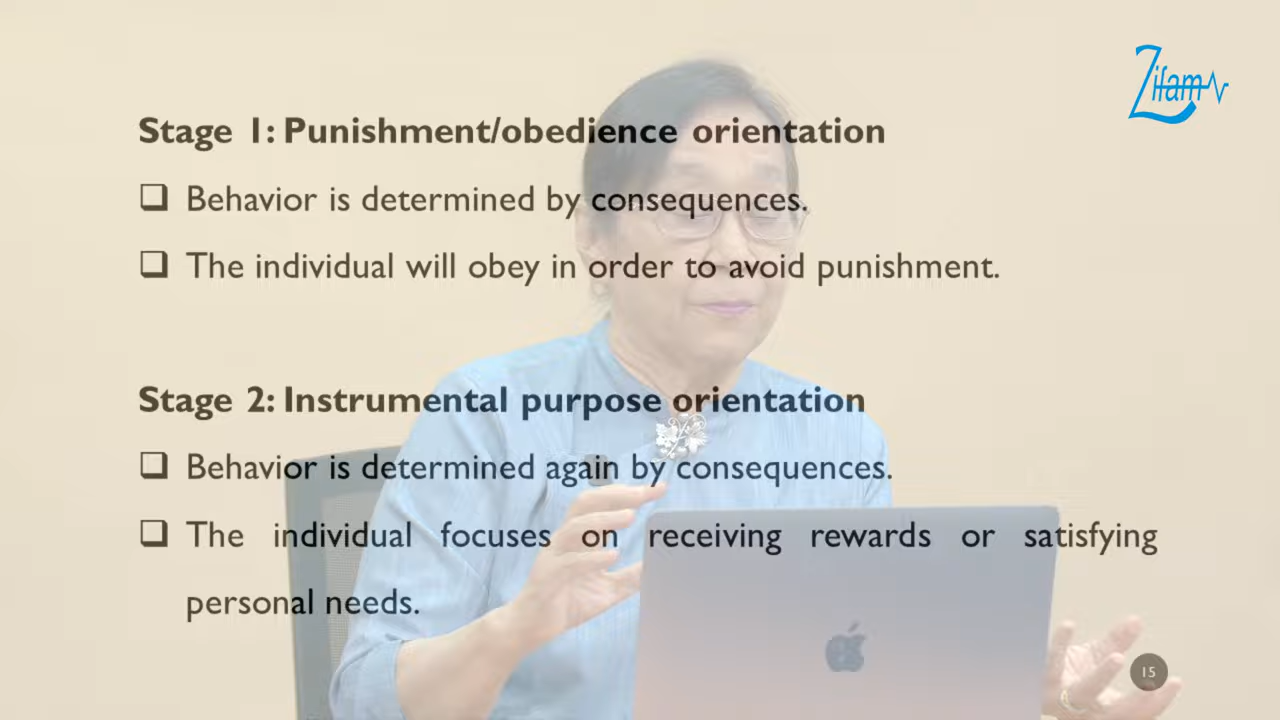 Zifam
Stage 1: Punishment/obedience orientation
❑ Behavior is determined by consequences.
❑ The individual will obey in order to avoid punishment.
Stage 2: Instrumental purpose orientation
❑ Behavior is determined again by consequences.
❑ The individual focuses on receiving rewards or satisfying
personal needs.
15